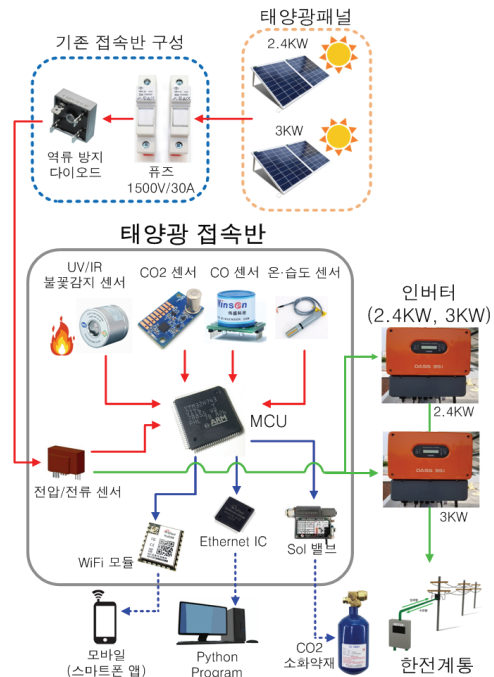 태양광패널
기존 접속반 구성
2.4KW
3KW
역류 방지
다이오드
퓨즈
1500V/30A
태양광 접속반
UV/IR
불꽃감지 센서
CO2 센서
CO 센서
온·습도 센서
Winsen
인버터
(2.4KW, 3KW)
ARM
MCU
2.4KW
전압/전류 센서
3KW
WiFi 모듈
Ethernet IC
Sol 밸브
모바일
(스마트폰 앱)
Python
Program
CO2
소화약재
한전계통